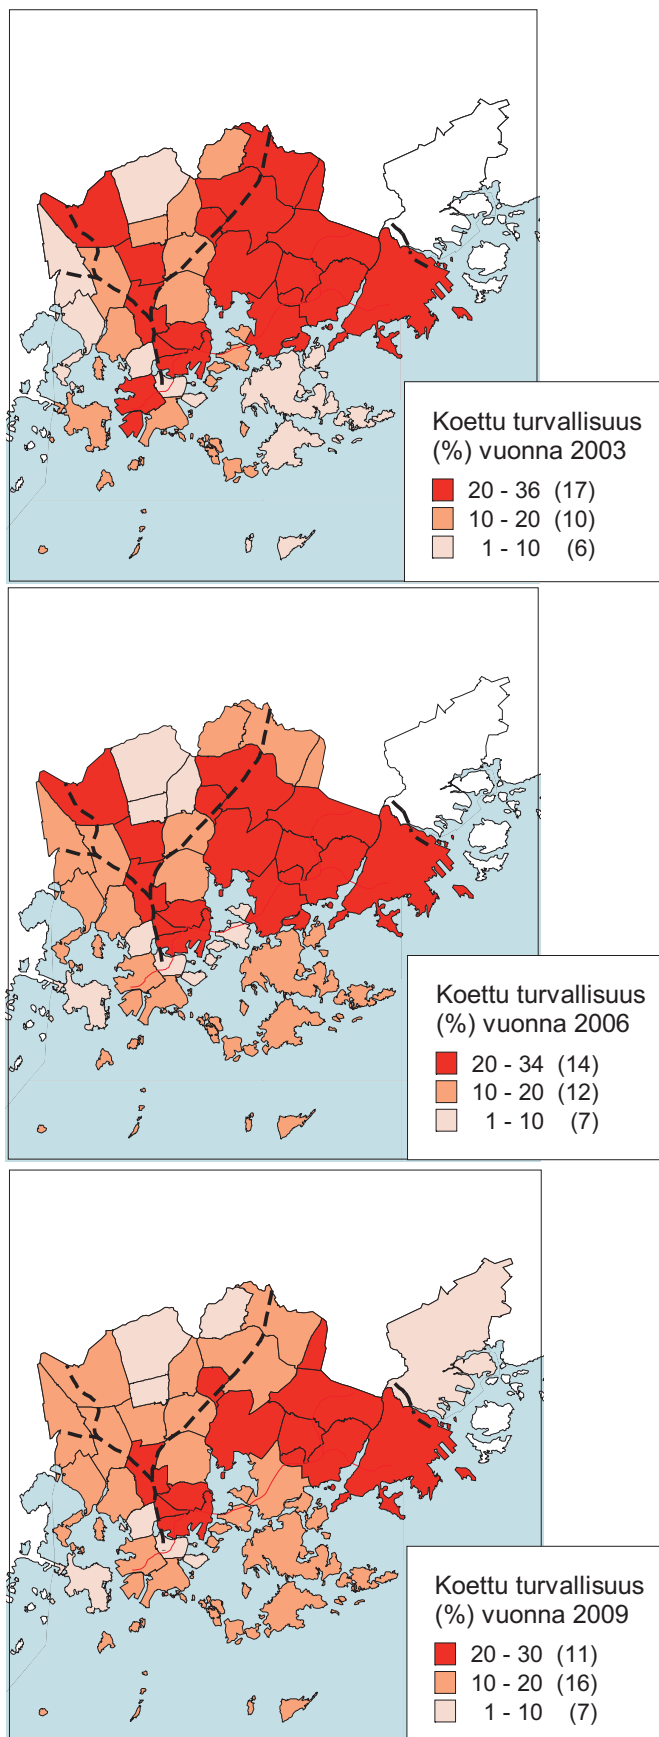 Koettu turvallisuus
(%) vuonna 2003
20 - 36 (17)
10 - 20 (10)
1 - 10 (6)
Koettu turvallisuus
(%) vuonna 2006
20 - 34 (14)
10 - 20 (12)
1 - 10 (7)
Koettu turvallisuus
(%) vuonna 2009
20 - 30 (11)
10 - 20 (16)
1 - 10 (7)